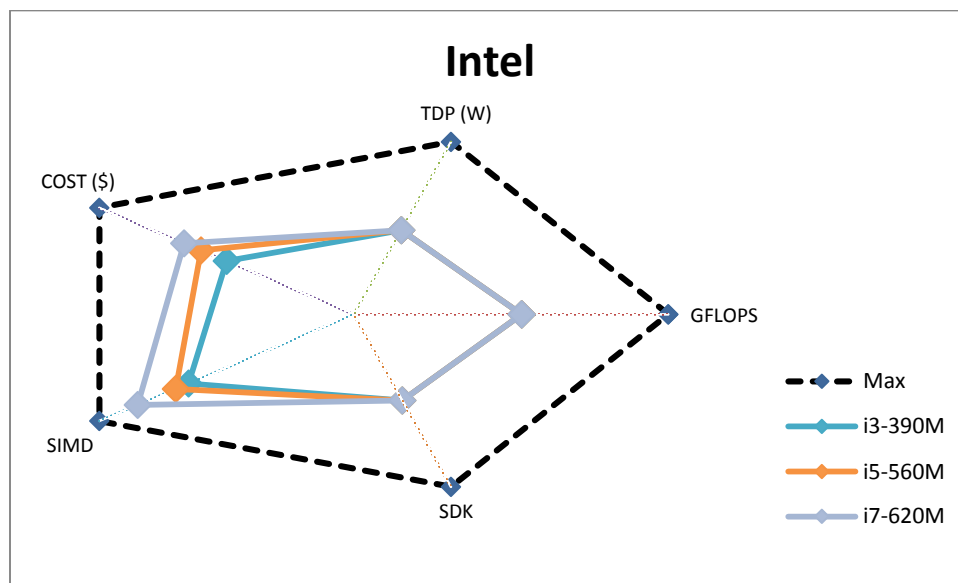 Intel
TDP (W)
COST ($)
GFLOPS
SIMD
SDK
Max
i3-390M
i5-560M
i7-620M